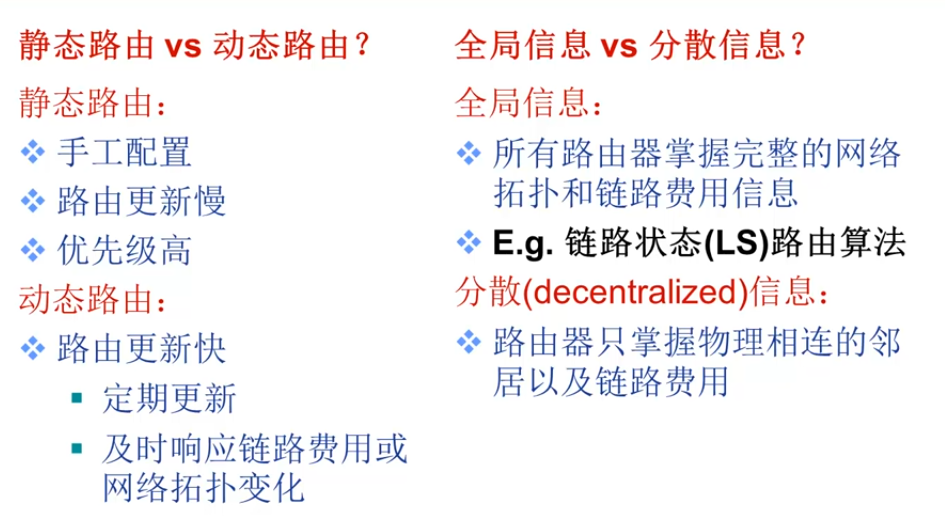 静态路由 vs 动态路由？
静态路由：
手工配置
路由更新慢
优先级高
动态路由：
路由更新快
定期更新
及时响应链路费用或
网络拓扑变化
全局信息 vs 分散信息？
全局信息：
所有路由器掌握完整的网络
拓扑和链路费用信息
E.g. 链路状态(LS)路由算法
分散(decentralized)信息：
路由器只掌握物理相连的邻
居以及链路费用